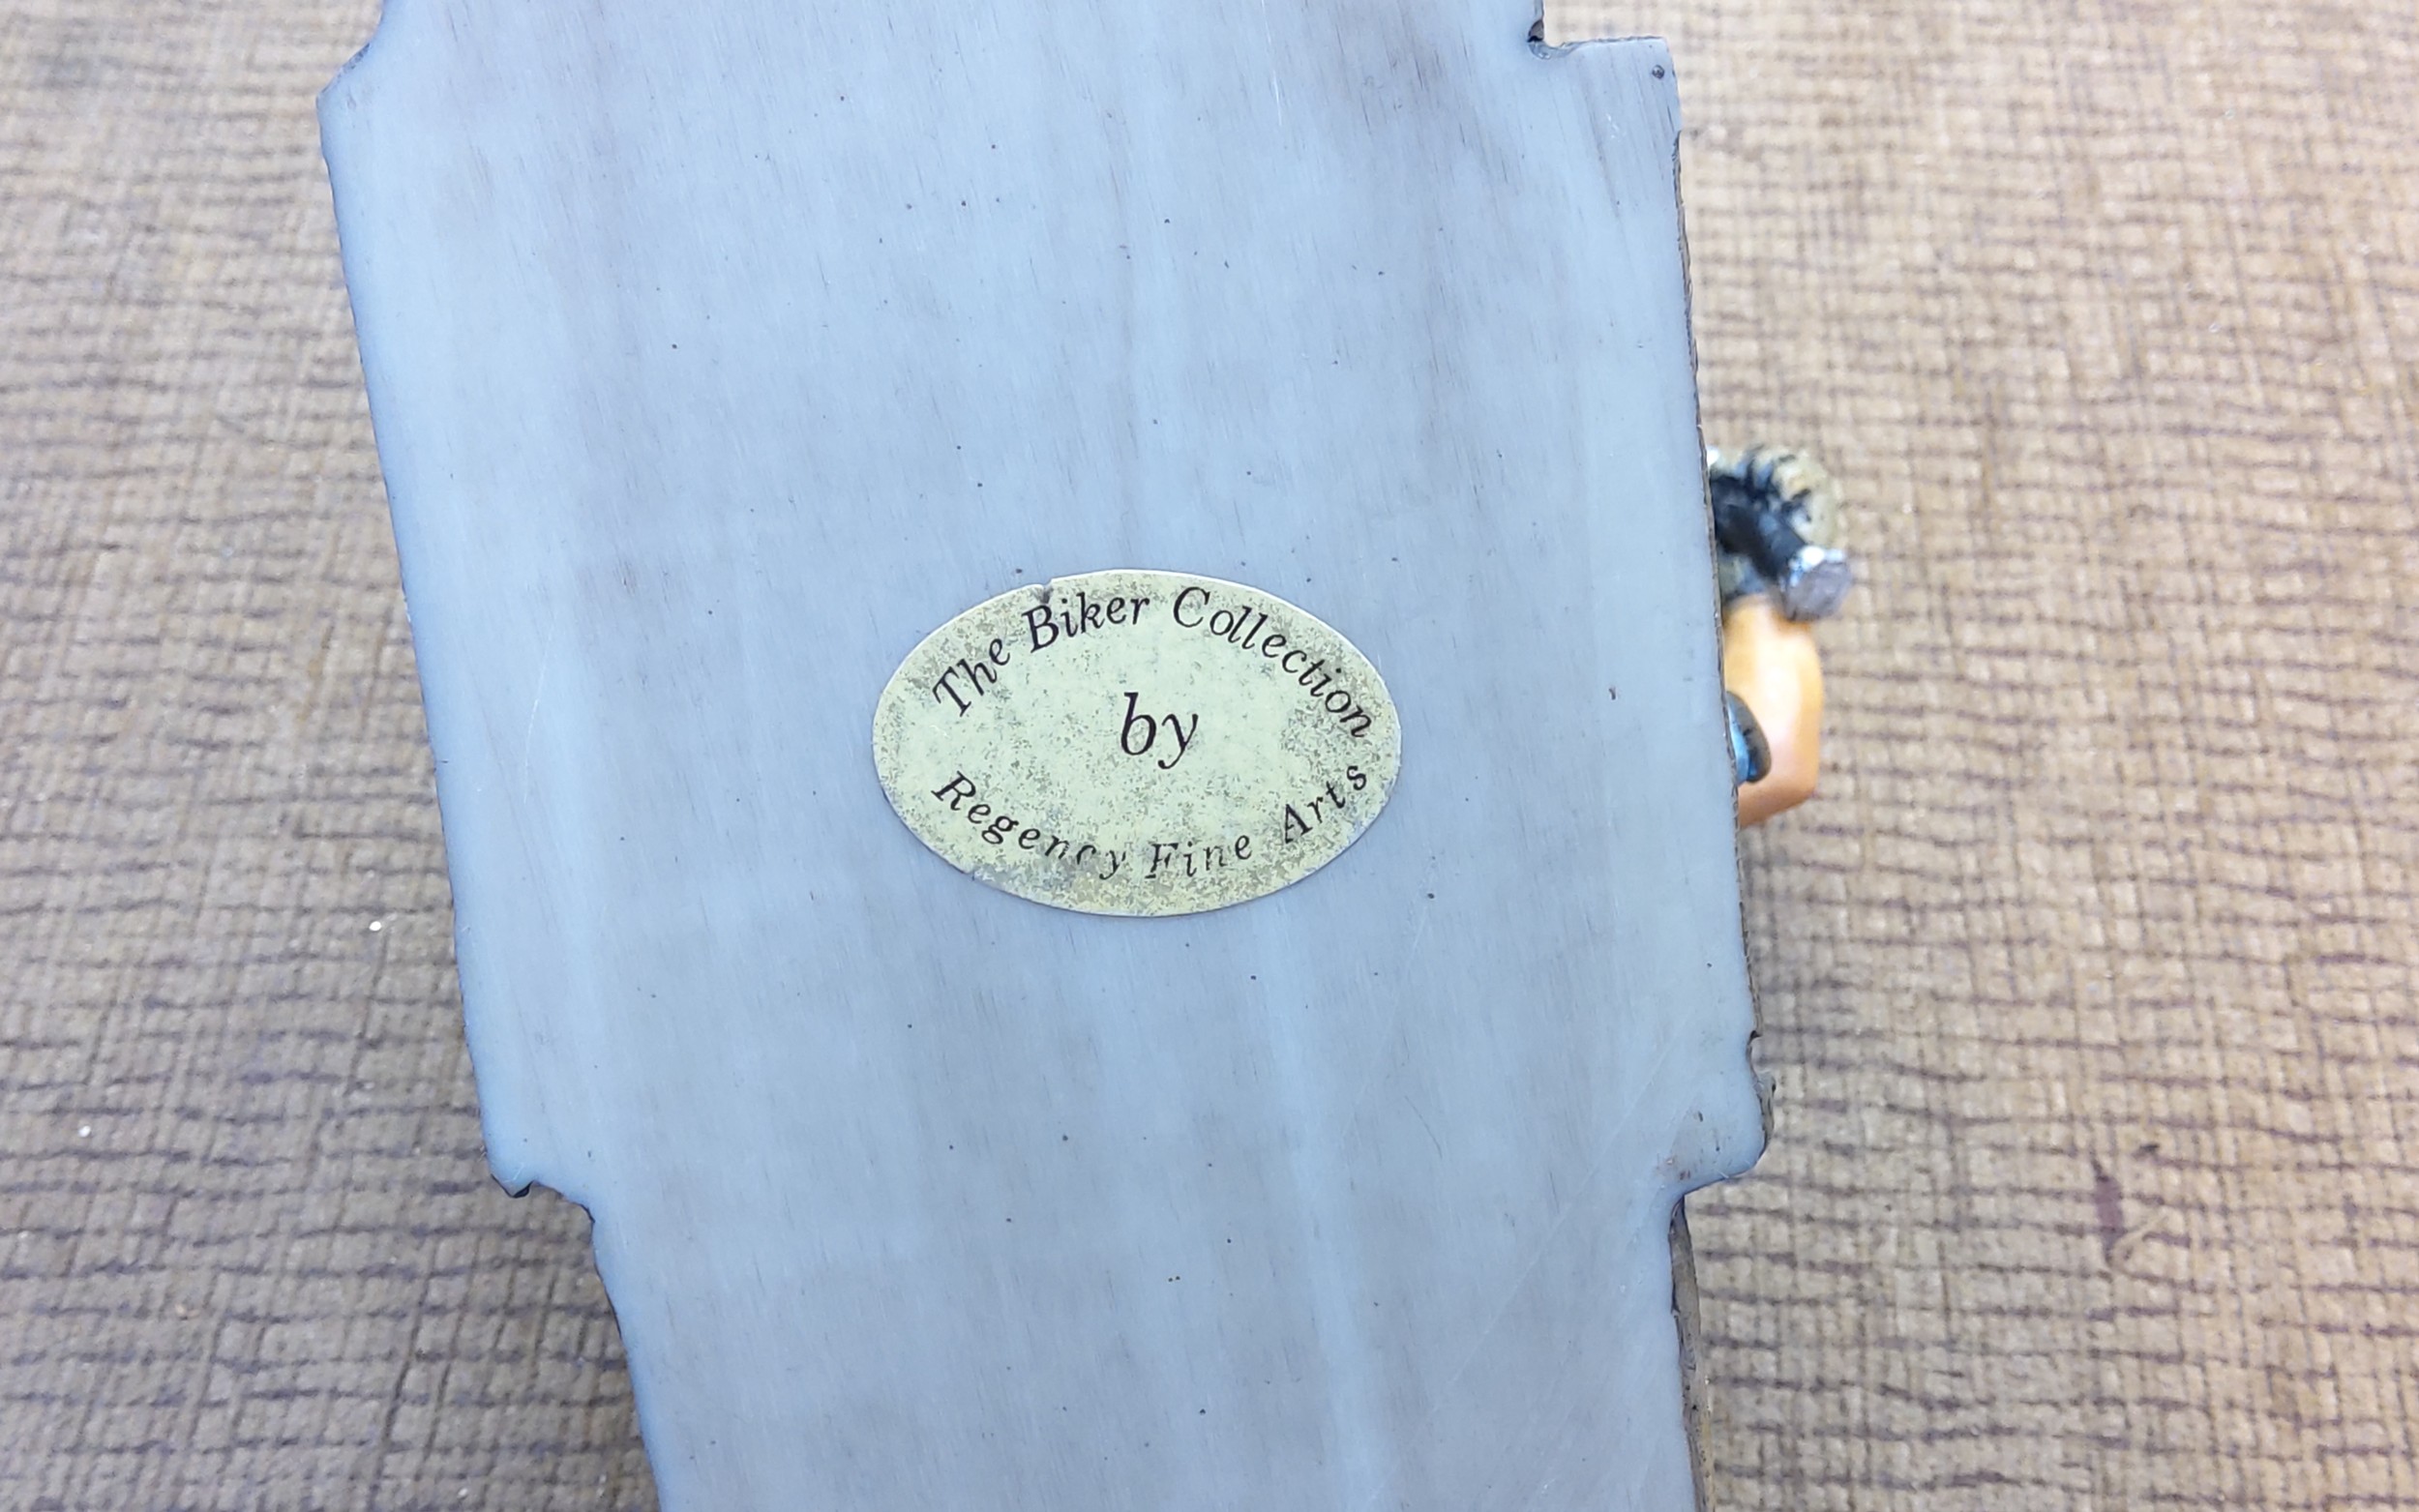 The Biker Collection
by
Regency Fine Arts